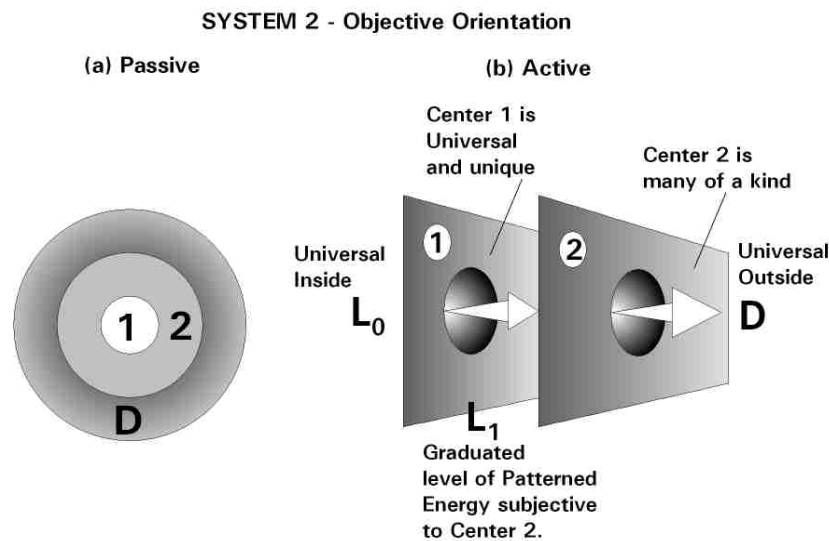 SYSTEM 2 - Objective Orientation
(a) Passive
(b) Active
1
2
D
Center 1 is
Universal
and unique
Center 2 is
many of a kind
Universal
Inside
L0
1
2
Universal
Outside
D
L1
Graduated
level of Patterned
Energy subjective
to Center 2.